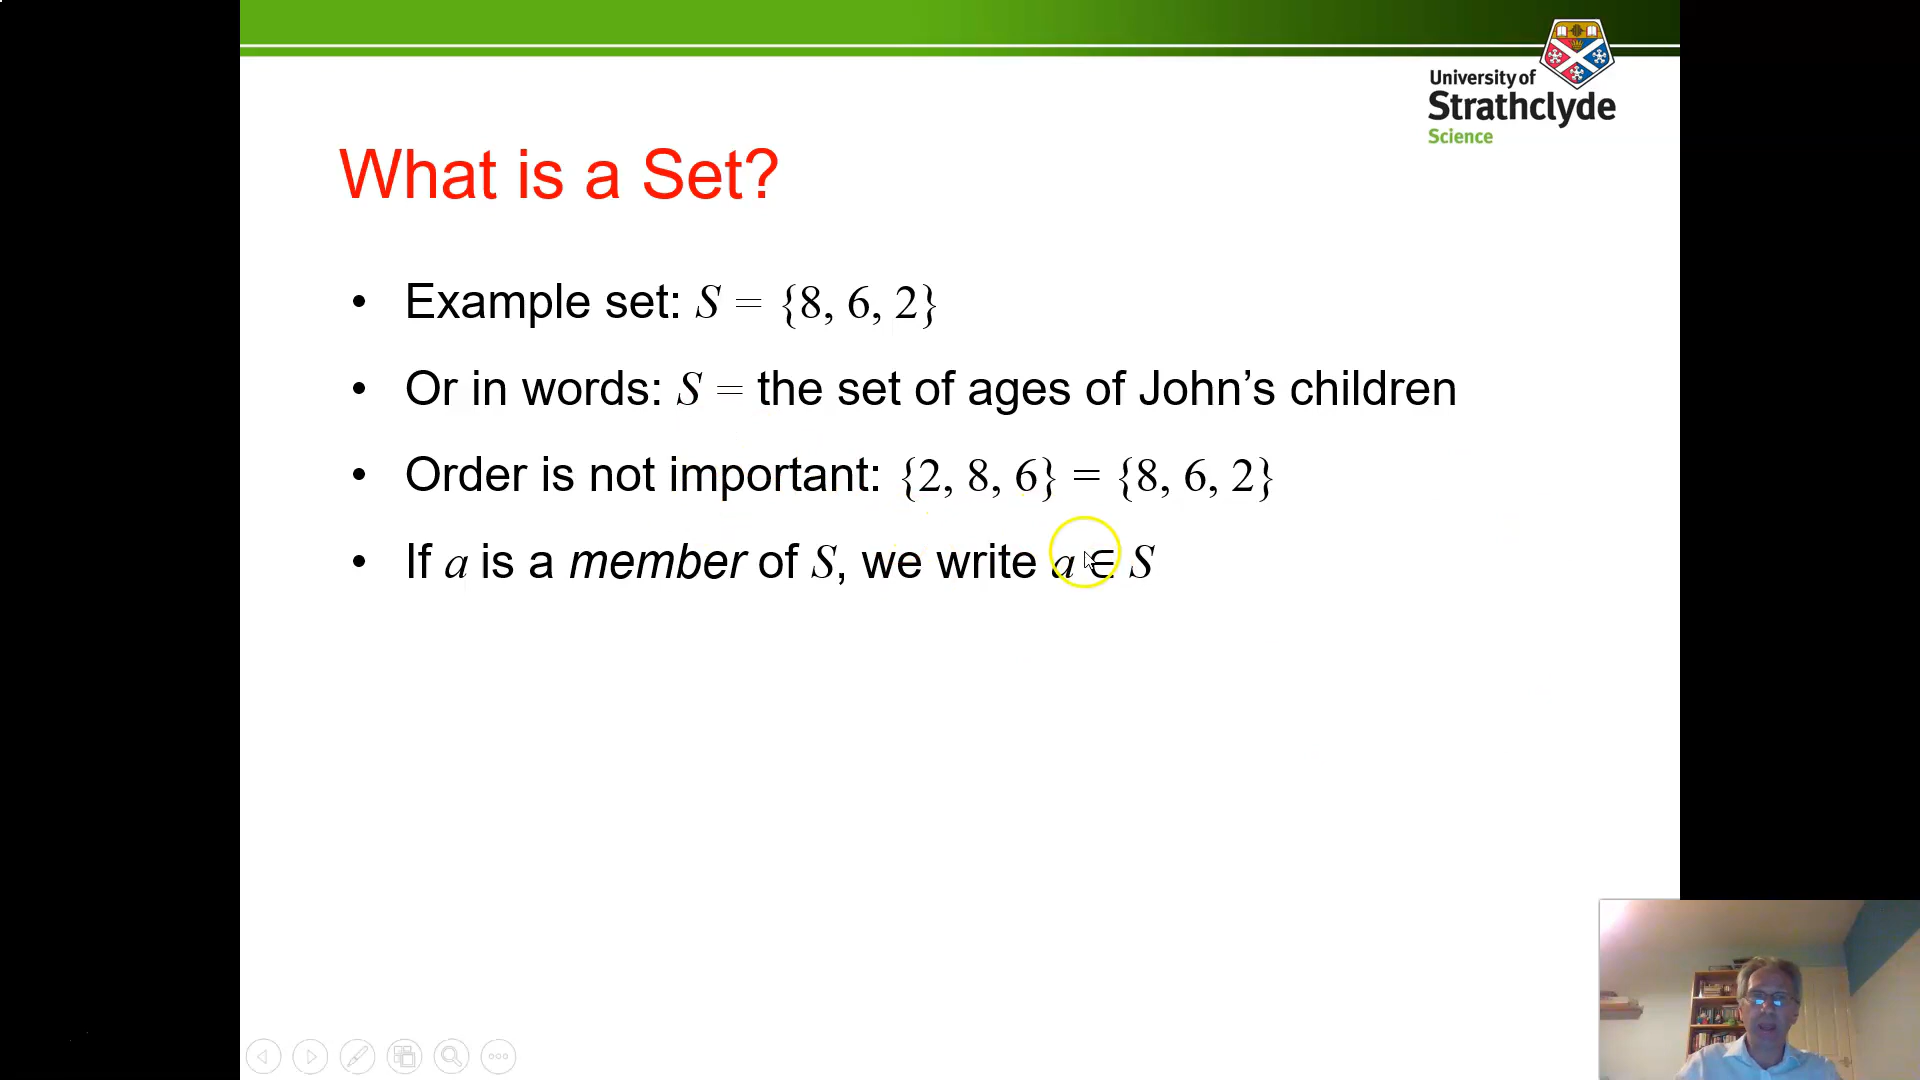 University of
Strathclyde
Science
What is a Set?
• Example set: S = {8, 6, 2}
• Or in words: S = the set of ages of John’s children
• Order is not important: {2, 8, 6} = {8, 6, 2}
• If a is a member of S, we write a ∈ S